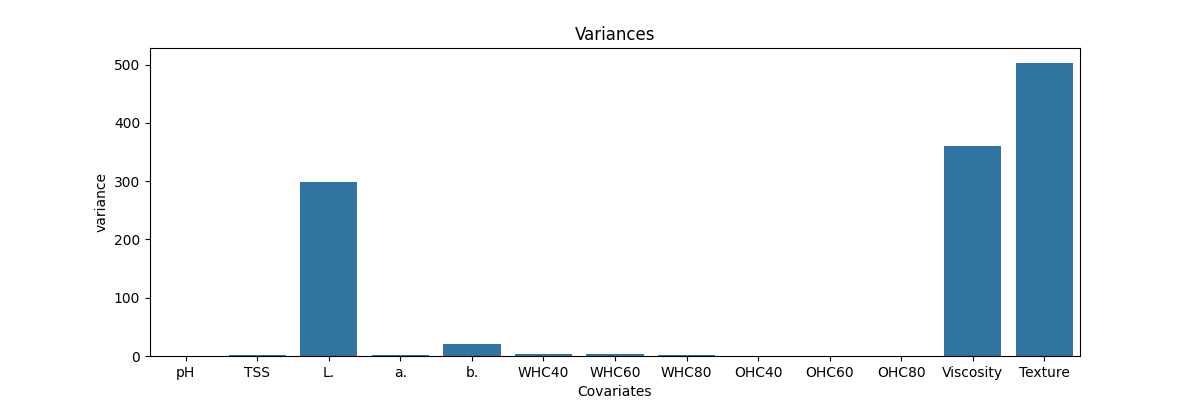 Variances
variance
500
400
300
200
100
0
pH TSS L. a. b. WHC40 WHC60 WHC80 OHC40 OHC60 OHC80 Viscosity Texture
Covariates